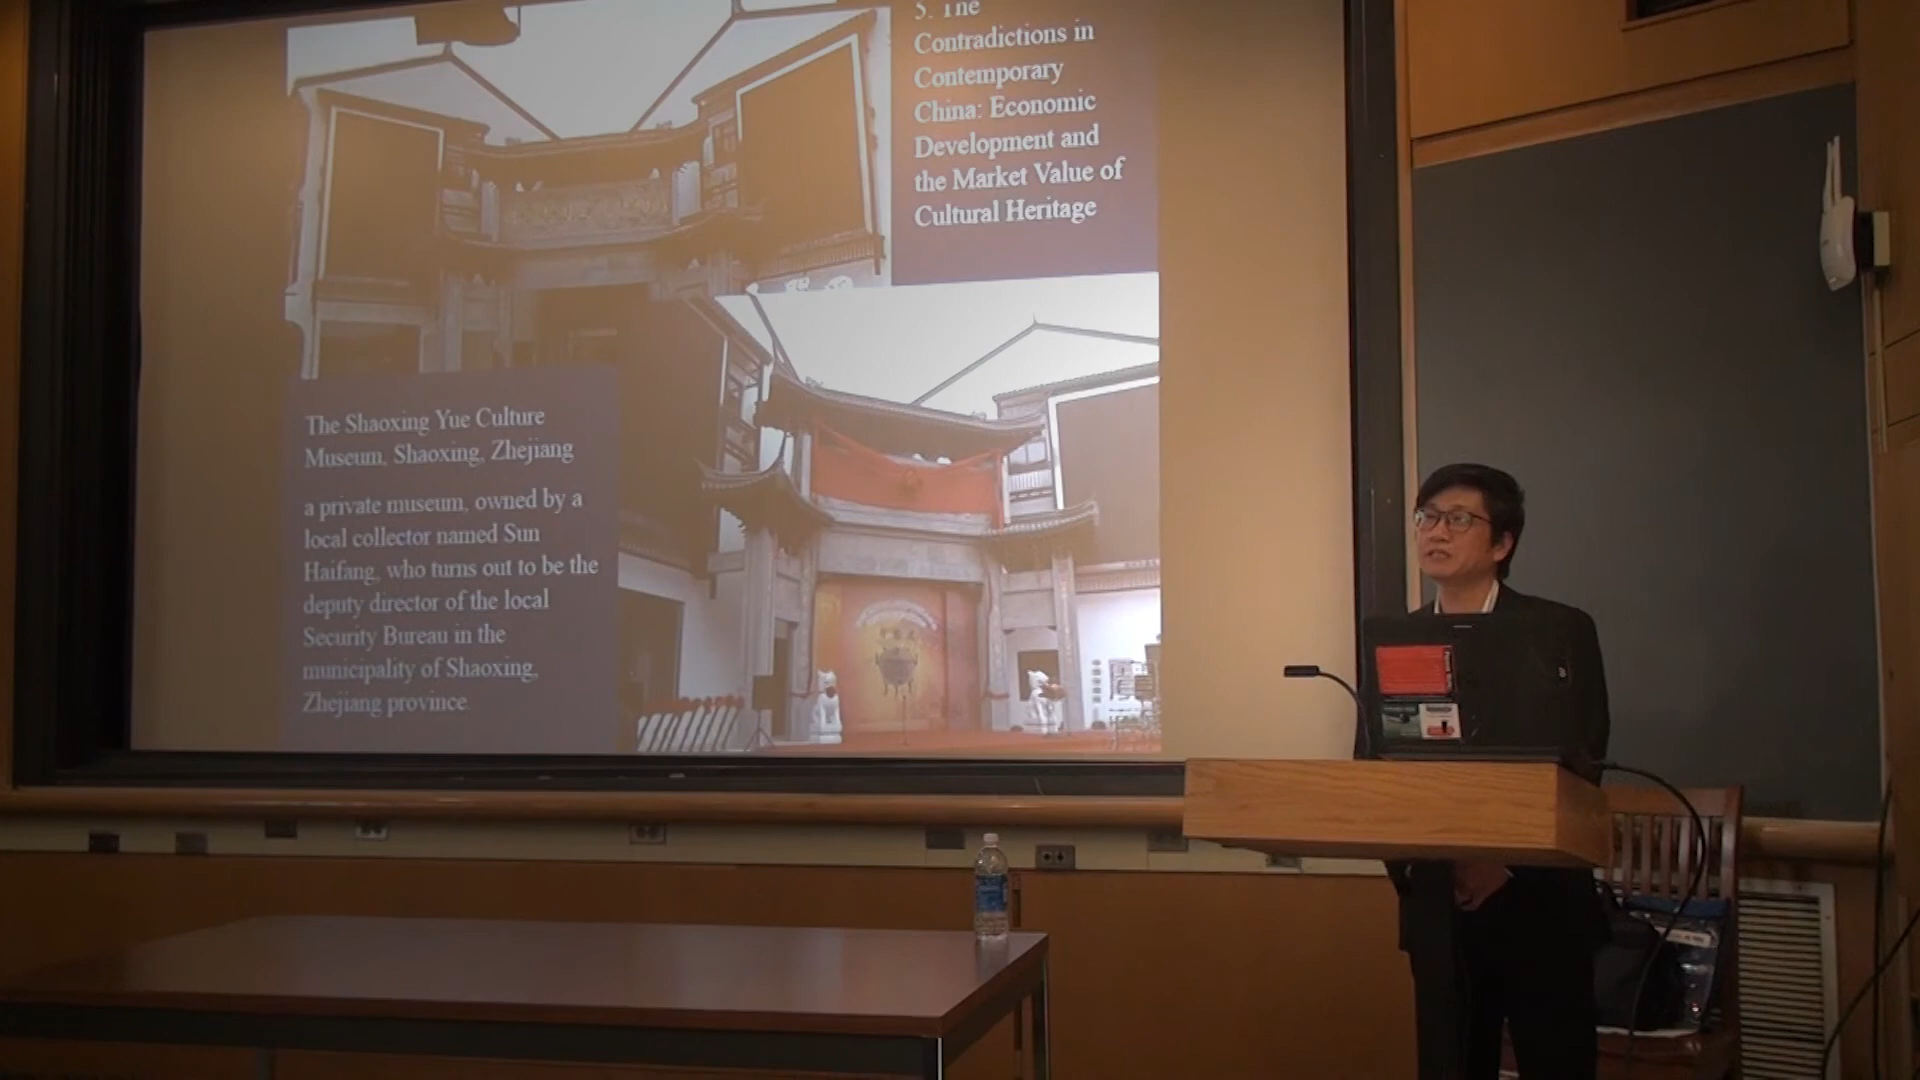 5. The
Contradictions in
Contemporary
China: Economic
Development and
the Market Value of
Cultural Heritage
The Shaoxing Yue Culture
Museum, Shaoxing, Zhejiang
a private museum, owned by a
local collector named Sun
Haifang, who turns out to be the
deputy director of the local
Security Bureau in the
municipality of Shaoxing,
Zhejiang province.